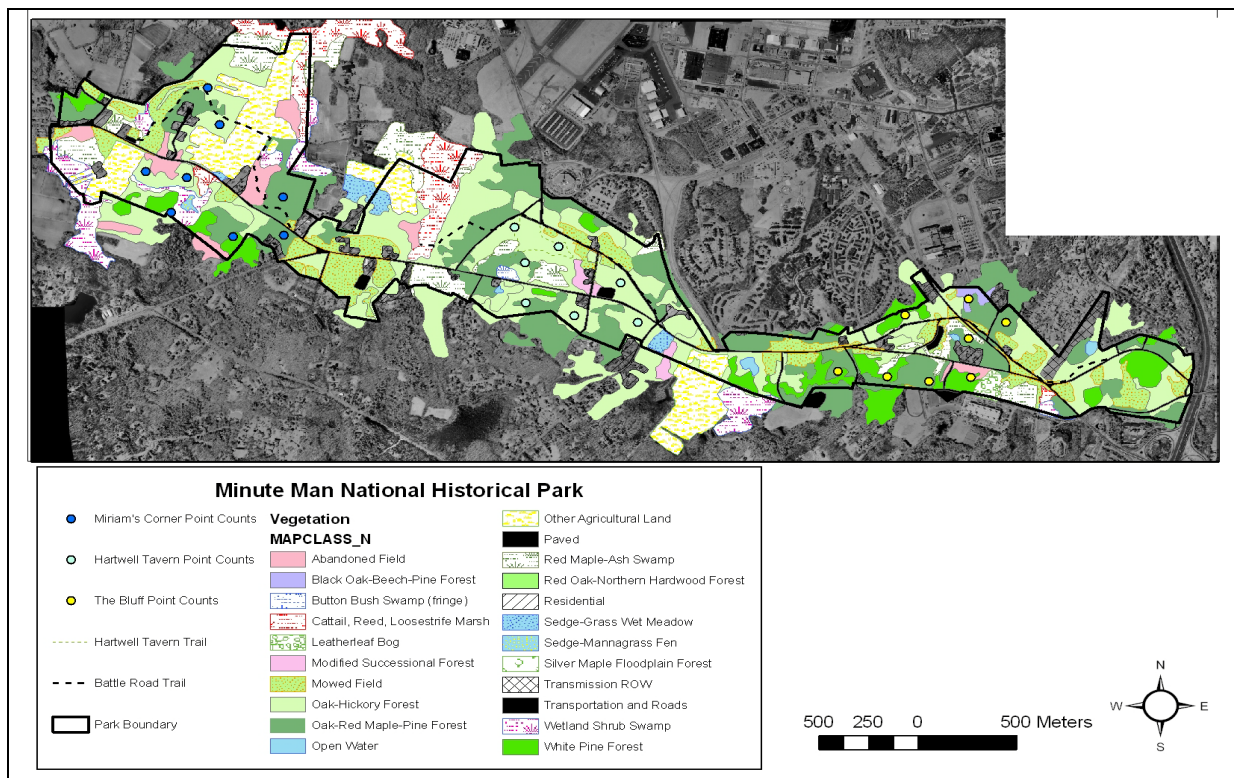 Minute Man National Historical Park
Miriam's Corner Point Counts
Hartwell Tavern Point Counts
The Bluff Point Counts
Hartwell Tavern Trail
Battle Road Trail
Park Boundary
Vegetation
MAPCLASS_N
Abandoned Field
Black Oak-Beech-Pine Forest
Button Bush Swamp (fringe)
Cattail, Reed, Loosestrife Marsh
Leatherleaf Bog
Modified Successional Forest
Mowed Field
Oak-Hickory Forest
Oak-Red Maple-Pine Forest
Open Water
Other Agricultural Land
Paved
Red Maple-Ash Swamp
Red Oak-Northern Hardwood Forest
Residential
Sedge-Grass Wet Meadow
Sedge-Mannagrass Fen
Silver Maple Floodplain Forest
Transmission ROW
Transportation and Roads
Wetland Shrub Swamp
White Pine Forest
500 250 0 500 Meters
N
W E
S